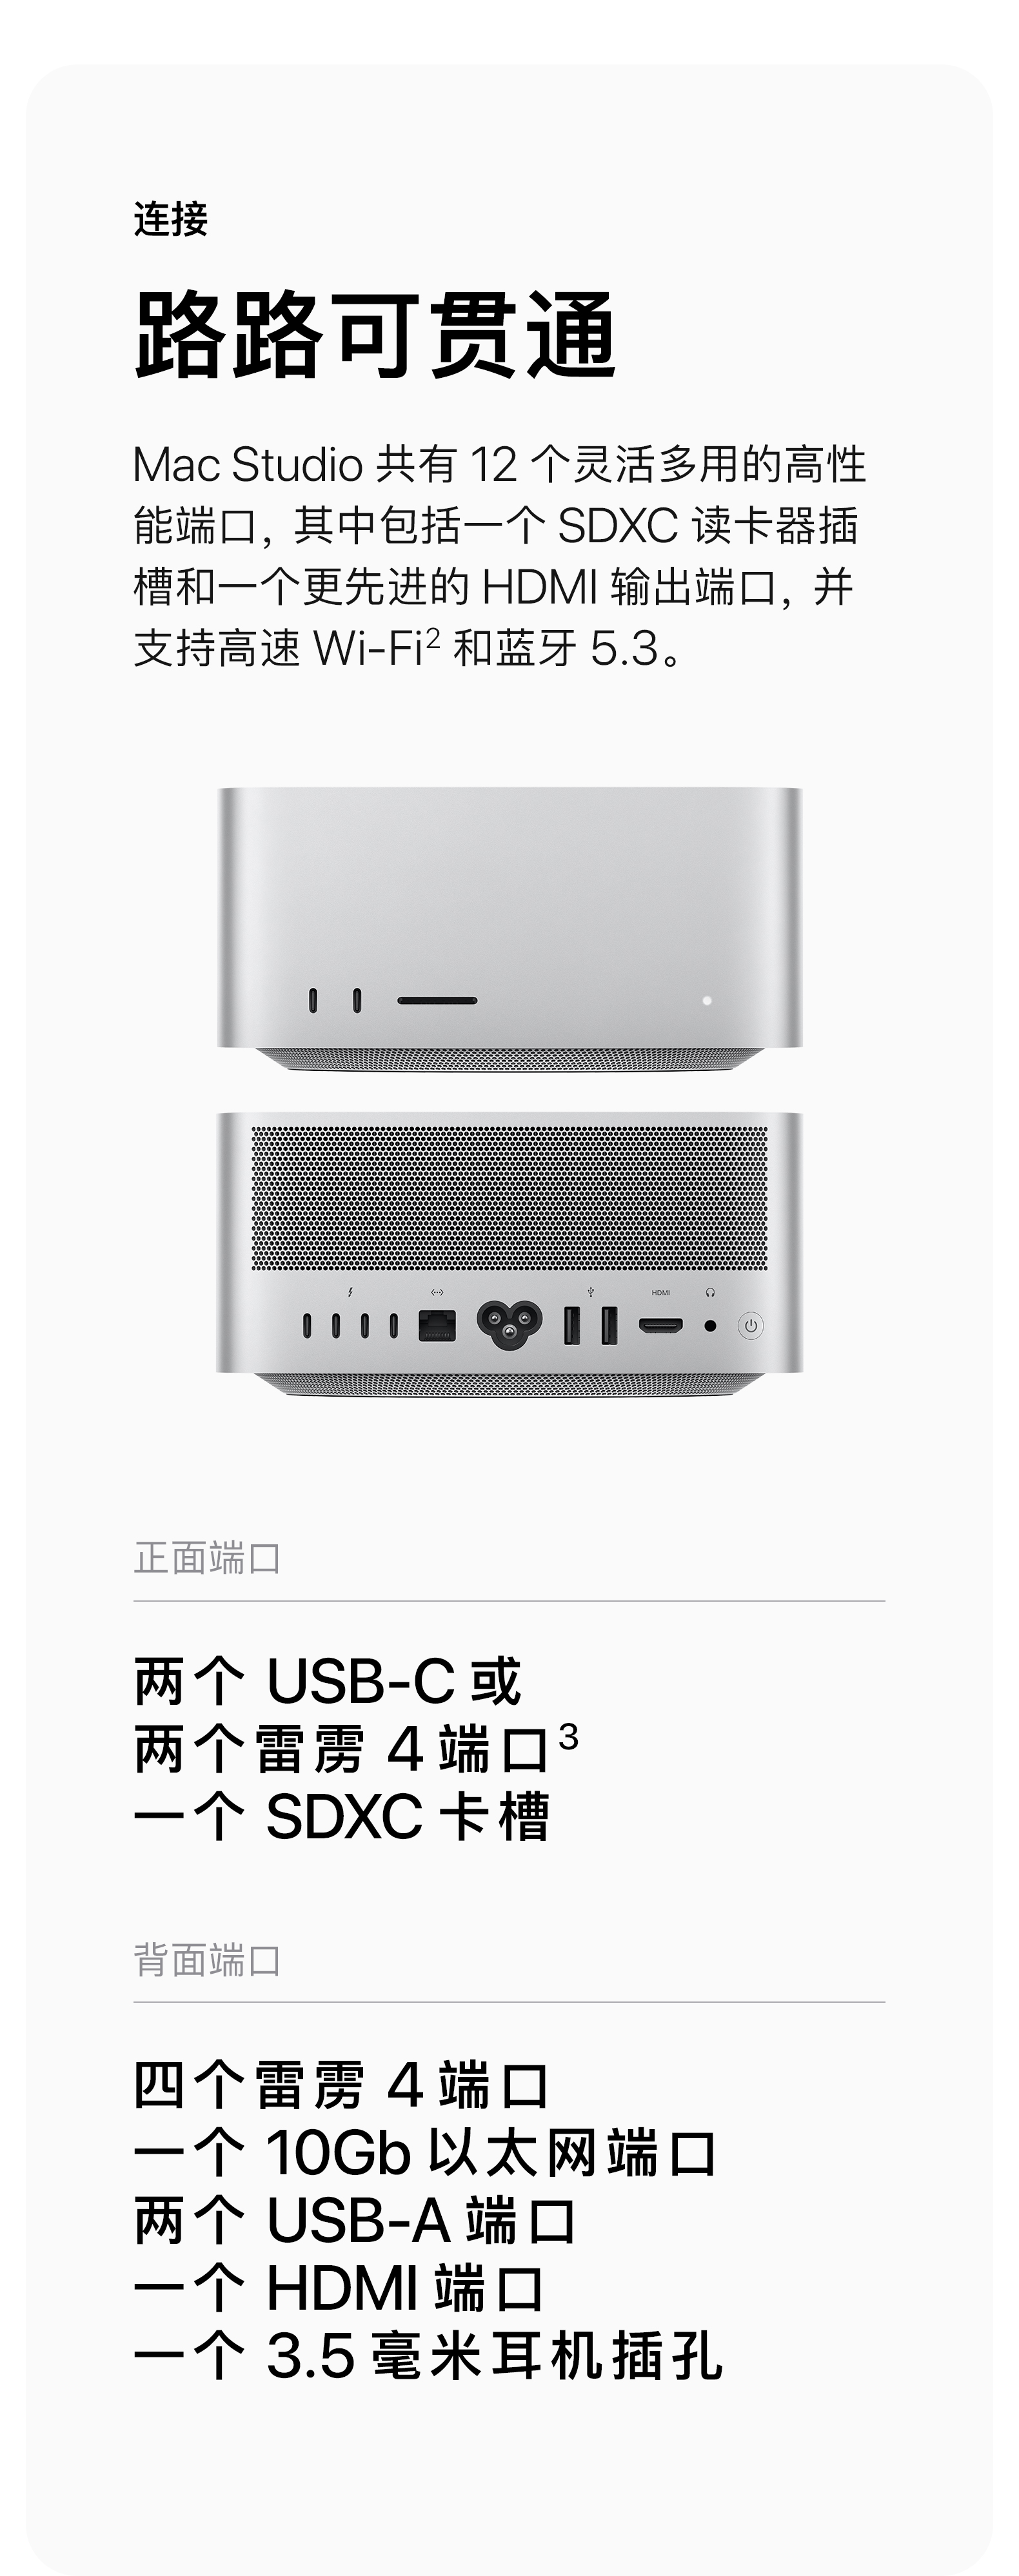 连接
路路可贯通
Mac Studio 共有 12 个灵活多用的高性
能端口，其中包括一个 SDXC 读卡器插
槽和一个更先进的 HDMI 输出端口，并
支持高速 Wi-Fi² 和蓝牙 5.3。
HDMI
正面端口
两个 USB-C 或
两个雷雳 4 端口³
一个 SDXC 卡槽
背面端口
四个雷雳 4 端口
一个 10Gb 以太网端口
两个 USB-A 端口
一个 HDMI 端口
一个 3.5 毫米耳机插孔